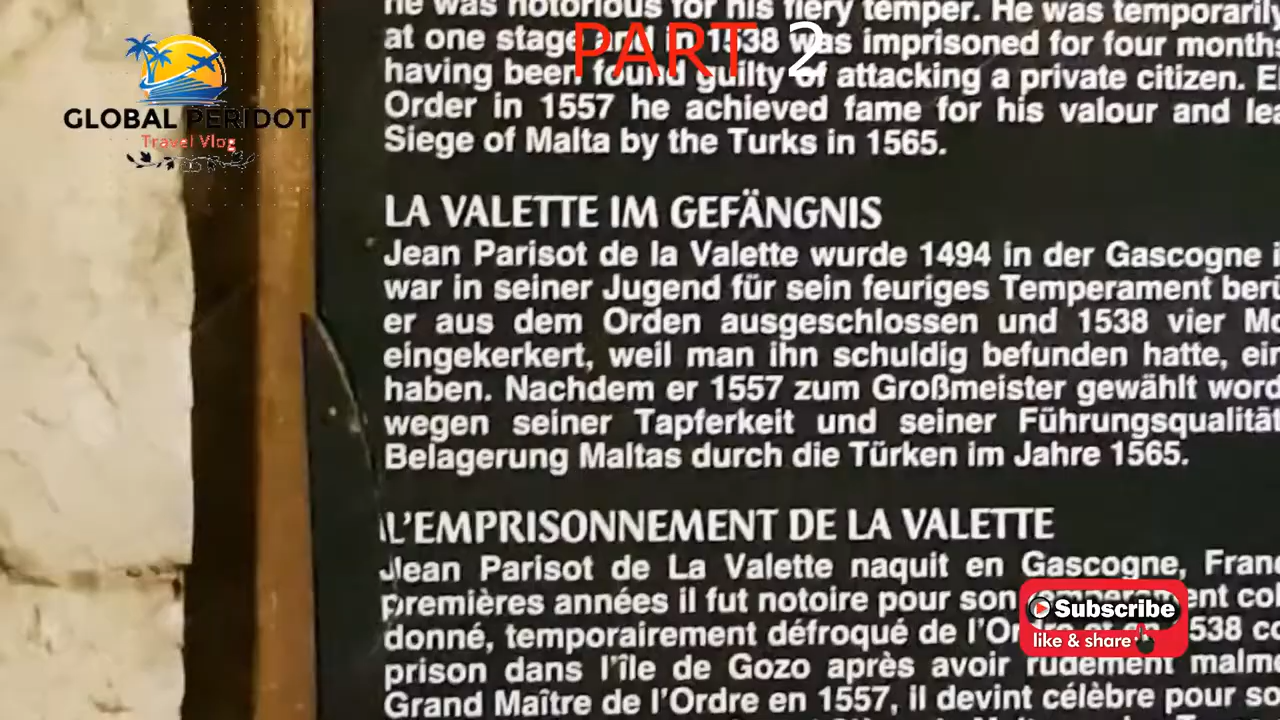 GLOBAL PERIDOT
Travel Vlog
PART 2
he was notorious for his fiery temper. He was temporarily
at one stage and in 1538 was imprisoned for four months
having been found guilty of attacking a private citizen.
Order in 1557 he achieved fame for his valour and
Siege of Malta by the Turks in 1565.
LA VALETTE IM GEFÄNGNIS
Jean Parisot de la Valette wurde 1494 in der Gascogne
war in seiner Jugend für sein feuriges Temperament
er aus dem Orden ausgeschlossen und 1538 vier
eingekerkert, weil man ihn schuldig befunden hatte,
haben. Nachdem er 1557 zum Großmeister gewählt
wegen seiner Tapferkeit und seiner
Belagerung Maltas durch die Türken im Jahre 1565.
L'EMPRISONNEMENT DE LA VALETTE
Jean Parisot de La Valette naquit en Gascogne,
premières années il fut notoire pour son
donné, temporairement défroqué de l'Ordre et en 1538
prison dans l'île de Gozo après avoir rudement
Grand Maître de l'Ordre en 1557, il devint célèbre pour
Subscribe
like & share